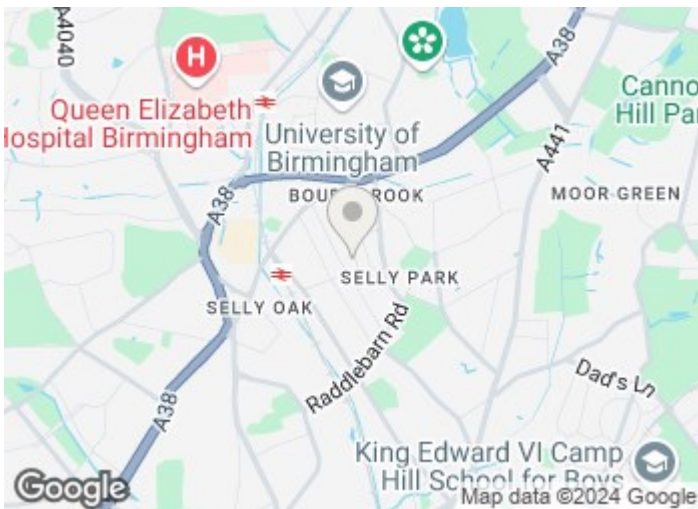 A4040
H
Queen Elizabeth
Hospital Birmingham
University of
Birmingham
A38
Canno
Hill Par
A441
A38
BOU
ROOK
MOOR GREEN
SELLY PARK
SELLY OAK
Raddlebarn Rd
Dad's Ln
A38
King Edward VI Camp
Hill School for Boys
Google
Map data ©2024 Google